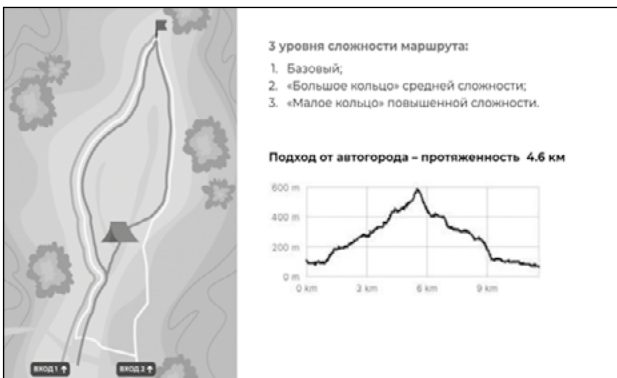 3 уровня сложности маршрута:
1. Базовый;
2. «Большое кольцо» средней сложности;
3. «Малое кольцо» повышенной сложности.
Подход от автогорода – протяженность 4.6 км
600 m
400 m
200 m
0 m
0 km 3 km 6 km 9 km
ВХОД 1 ВХОД 2